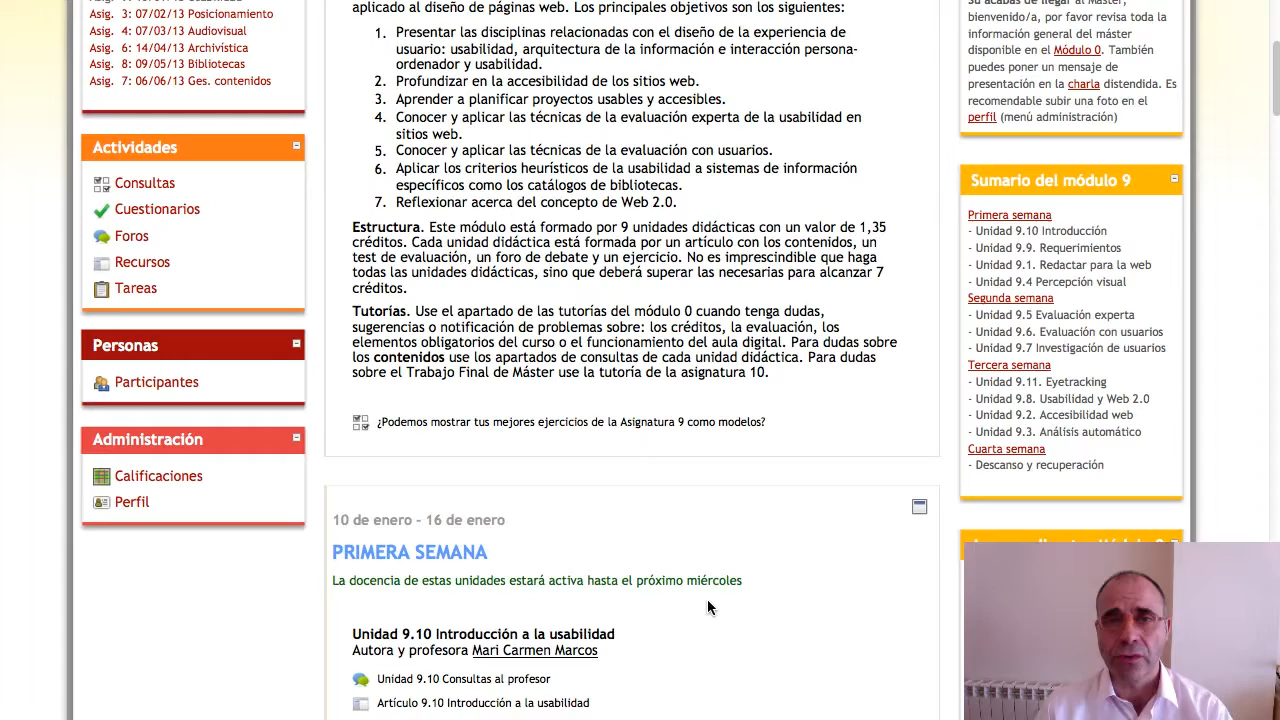 Asig. 3: 07/02/13 Posicionamiento
Asig. 4: 07/03/13 Audiovisual
Asig. 6: 14/04/13 Archivística
Asig. 8: 09/05/13 Bibliotecas
Asig. 7: 06/06/13 Ges. contenidos
Actividades
Consultas
Cuestionarios
Foros
Recursos
Tareas
Personas
Participantes
Administración
Calificaciones
Perfil
aplicado al diseño de páginas web. Los principales objetivos son los siguientes:
1. Presentar las disciplinas relacionadas con el diseño de la experiencia de
usuario: usabilidad, arquitectura de la información e interacción persona-
ordenador y usabilidad.
2. Profundizar en la accesibilidad de los sitios web.
3. Aprender a planificar proyectos usables y accesibles.
4. Conocer y aplicar las técnicas de la evaluación experta de la usabilidad en
sitios web.
5. Conocer y aplicar las técnicas de la evaluación con usuarios.
6. Aplicar los criterios heurísticos de la usabilidad a sistemas de información
específicos como los catálogos de bibliotecas.
7. Reflexionar acerca del concepto de Web 2.0.
Estructura. Este módulo está formado por 9 unidades didácticas con un valor de 1,35
créditos. Cada unidad didáctica está formada por un artículo con los contenidos, un
test de evaluación, un foro de debate y un ejercicio. No es imprescindible que haga
todas las unidades didácticas, sino que deberá superar las necesarias para alcanzar 7
créditos.
Tutorías. Use el apartado de las tutorías del módulo 0 cuando tenga dudas,
sugerencias o notificación de problemas sobre: los créditos, la evaluación, los
elementos obligatorios del curso o el funcionamiento del aula digital. Para dudas sobre
los contenidos use los apartados de consultas de cada unidad didáctica. Para dudas
sobre el Trabajo Final de Máster use la tutoría de la asignatura 10.
¿Podemos mostrar tus mejores ejercicios de la Asignatura 9 como modelos?
10 de enero - 16 de enero
PRIMERA SEMANA
La docencia de estas unidades estará activa hasta el próximo miércoles
Unidad 9.10 Introducción a la usabilidad
Autora y profesora Mari Carmen Marcos
Unidad 9.10 Consultas al profesor
Artículo 9.10 Introducción a la usabilidad
Si acabas de llegar al Máster,
bienvenido/a, por favor revisa toda la
información general del máster
disponible en el Módulo 0. También
puedes poner un mensaje de
presentación en la charla distendida. Es
recomendable subir una foto en el
perfil (menú administración)
Sumario del módulo 9
Primera semana
- Unidad 9.10 Introducción
- Unidad 9.9. Requerimientos
- Unidad 9.1. Redactar para la web
- Unidad 9.4 Percepción visual
Segunda semana
- Unidad 9.5 Evaluación experta
- Unidad 9.6. Evaluación con usuarios
- Unidad 9.7 Investigación de usuarios
Tercera semana
- Unidad 9.11. Eyetracking
- Unidad 9.8. Usabilidad y Web 2.0
- Unidad 9.2. Accesibilidad web
- Unidad 9.3. Análisis automático
Cuarta semana
- Descanso y recuperación